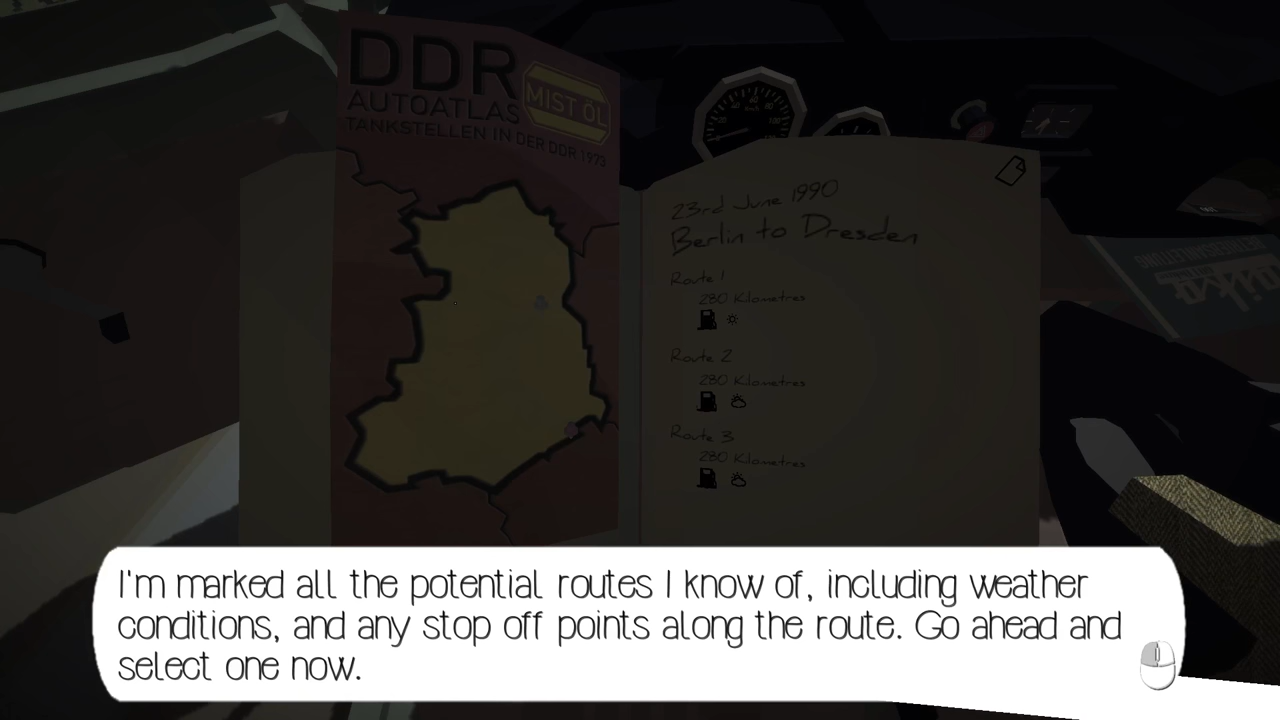 DDR
AUTOATLAS
MIST ÖL
TANKSTELLEN IN DER DDR 1973
23rd June 1990
Berlin to Dresden
Route 1
280 Kilometres
Route 2
280 Kilometres
Route 3
280 Kilometres
I'm marked all the potential routes I know of, including weather
conditions, and any stop off points along the route. Go ahead and
select one now.